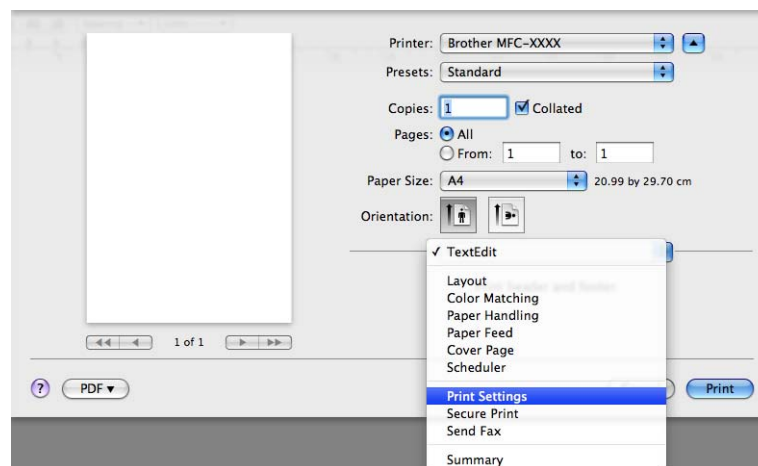 Printer: Brother MFC-XXXX
Presets: Standard
Copies: 1 Collated
Pages: All
From: 1 to: 1
Paper Size: A4 20.99 by 29.70 cm
Orientation:
✓ TextEdit
Layout
Color Matching
Paper Handling
Paper Feed
Cover Page
Scheduler
Print Settings
Secure Print
Send Fax
Summary
1 of 1
? PDF ▼ Print